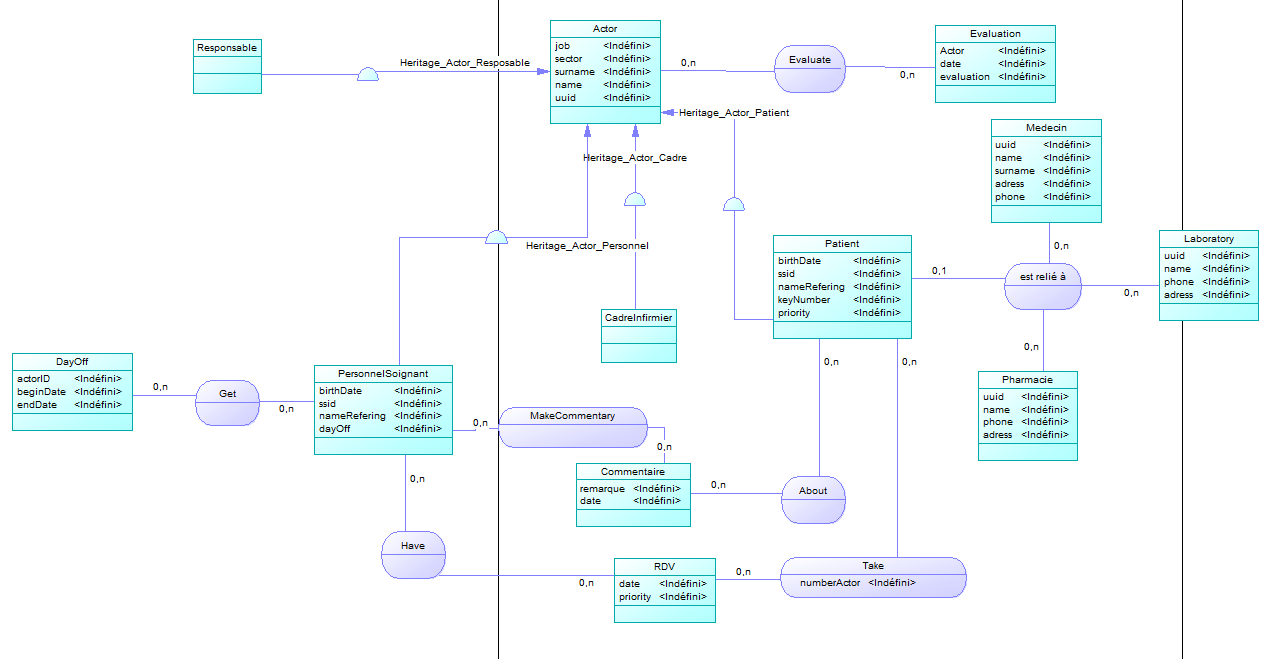 Responsable
Heritage_Actor_Resposable
Actor
job <Indéfini>
sector <Indéfini>
surname <Indéfini>
name <Indéfini>
uuid <Indéfini>
0,n
Evaluate
0,n
Evaluation
Actor <Indéfini>
date <Indéfini>
evaluation <Indéfini>
Heritage_Actor_Patient
Heritage_Actor_Cadre
Heritage_Actor_Personnel
Medecin
uuid <Indéfini>
name <Indéfini>
surname <Indéfini>
adress <Indéfini>
phone <Indéfini>
0,n
Patient
birthDate <Indéfini>
ssid <Indéfini>
nameRefering <Indéfini>
keyNumber <Indéfini>
priority <Indéfini>
0,1
est relié à
0,n
Laboratory
uuid <Indéfini>
name <Indéfini>
phone <Indéfini>
adress <Indéfini>
0,n
CadreInfirmier
DayOff
actorID <Indéfini>
beginDate <Indéfini>
endDate <Indéfini>
0,n
Get
0,n
PersonnelSoignant
birthDate <Indéfini>
ssid <Indéfini>
nameRefering <Indéfini>
dayOff <Indéfini>
0,n
MakeCommentary
0,n
0,n
0,n
Pharmacie
uuid <Indéfini>
name <Indéfini>
phone <Indéfini>
adress <Indéfini>
Commentaire
remarque <Indéfini>
date <Indéfini>
0,n
About
0,n
Have
0,n
RDV
date <Indéfini>
priority <Indéfini>
0,n
Take
numberActor <Indéfini>